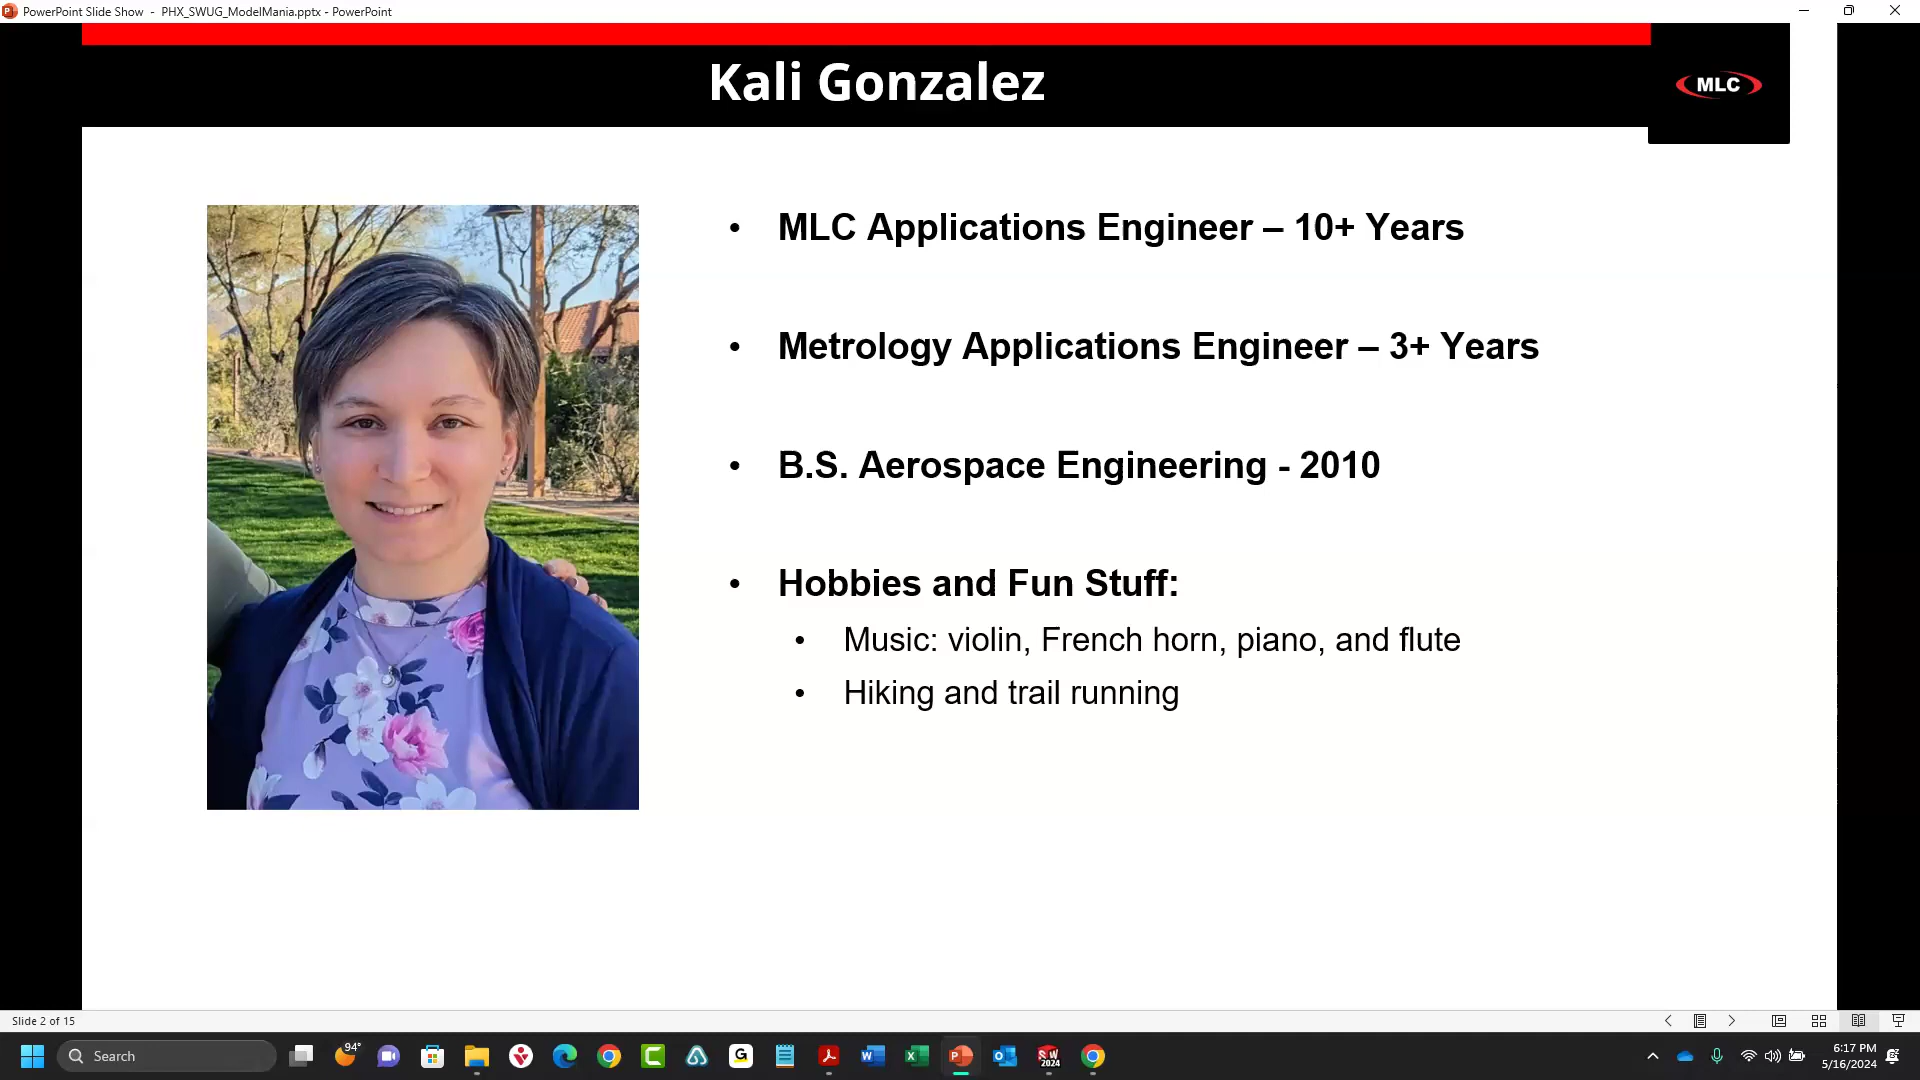 PowerPoint Slide Show - PHX_SWUG_ModelMania.pptx - PowerPoint
Kali Gonzalez
MLC
• MLC Applications Engineer – 10+ Years
• Metrology Applications Engineer – 3+ Years
• B.S. Aerospace Engineering - 2010
• Hobbies and Fun Stuff:
• Music: violin, French horn, piano, and flute
• Hiking and trail running
Slide 2 of 15
Search
94°
SW
2024
6:17 PM
5/16/2024